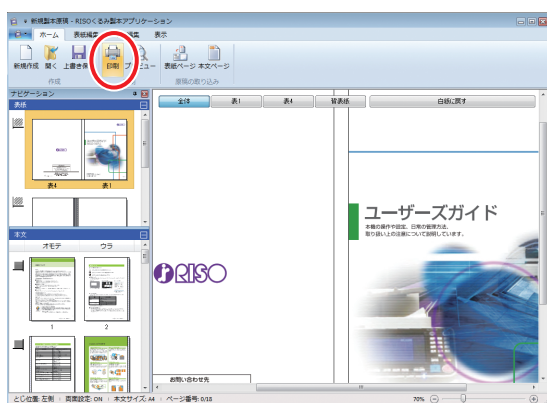 新規製本原稿 - RISOくるみ製本アプリケーション
ホーム 表紙編集 編集 表示
新規作成 開く 上書き保 印刷 プ ビュー 表紙ページ 本文ページ
作成 原稿の取り込み
ナビゲーション
表紙
表4 表1
本文
オモテ ウラ
1 2
全体 表1 表4 背表紙 白紙に戻す
ユーザーズガイド
本機の操作や設定、日常の管理方法、
取り扱い上の注意について説明しています。
RISO
お問い合わせ先
とじ位置: 左側 両面設定: ON 本文サイズ: A4 ページ番号: 0/18 70%